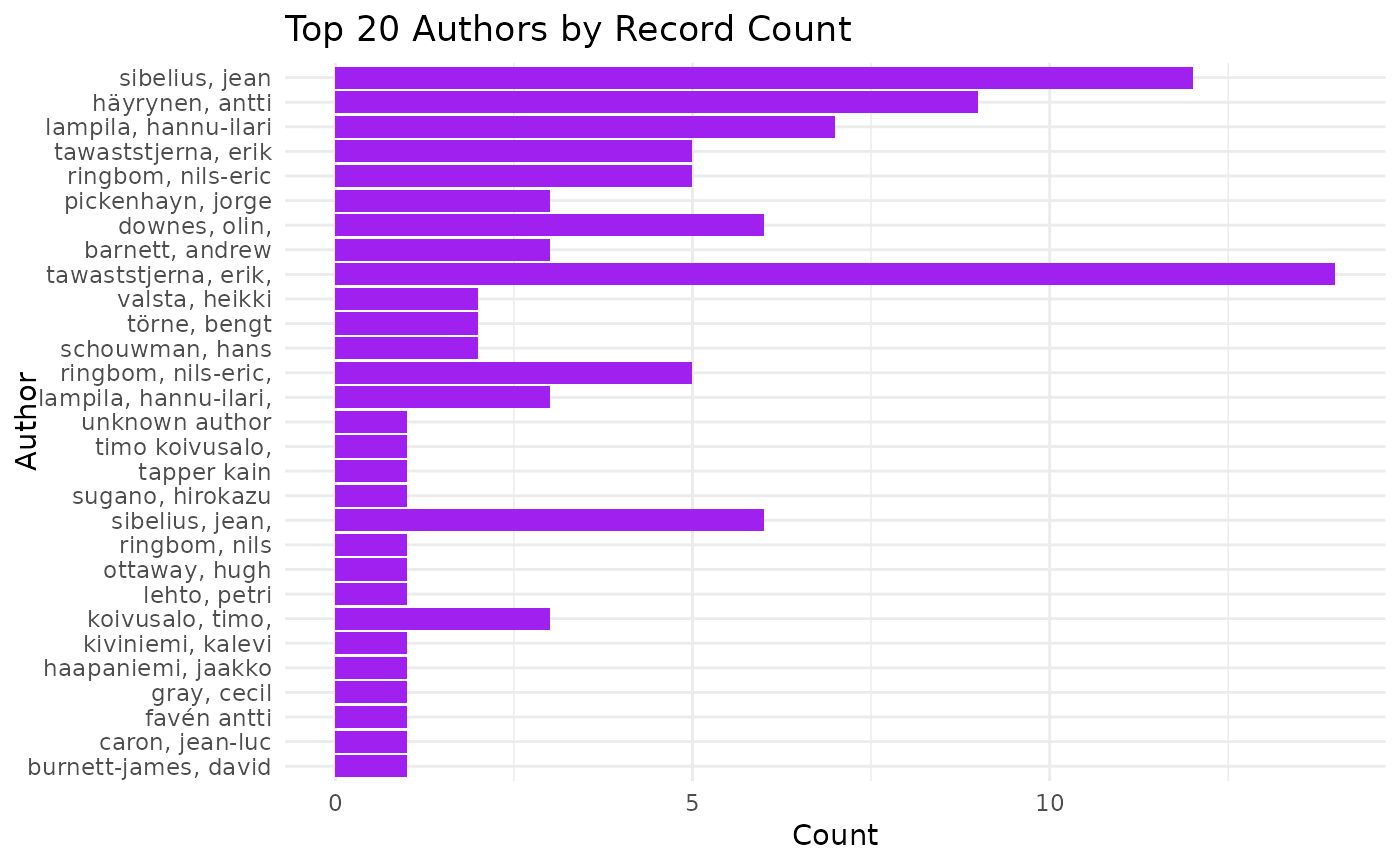 Top 20 Authors by Record Count
sibelius, jean
häyrynen, antti
lampila, hannu-ilari
tawaststjerna, erik
ringbom, nils-eric
pickenhayn, jorge
downes, olin,
barnett, andrew
tawaststjerna, erik,
valsta, heikki
törne, bengt
schouwman, hans
ringbom, nils-eric,
lampila, hannu-ilari,
unknown author
timo koivusalo,
tapper kain
sugano, hirokazu
sibelius, jean,
ringbom, nils
ottaway, hugh
lehto, petri
koivusalo, timo,
kiviniemi, kalevi
haapaniemi, jaakko
gray, cecil
favén antti
caron, jean-luc
burnett-james, david
Author
0 5 10
Count